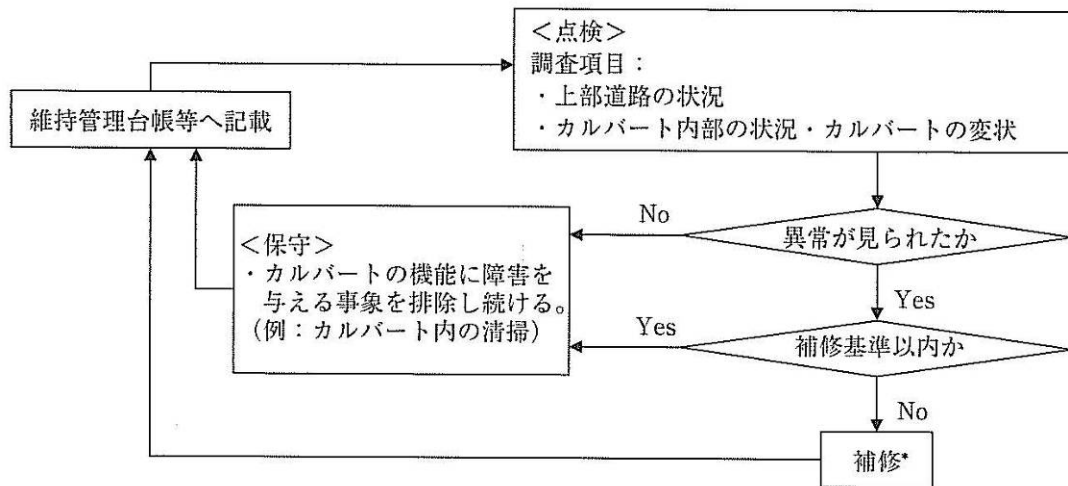 <点検>
調査項目：
・上部道路の状況
・カルバート内部の状況・カルバートの変状
維持管理台帳等へ記載
No
異常が見られたか
<保守>
・カルバートの機能に障害を
与える事象を排除し続ける。
（例：カルバート内の清掃）
Yes
Yes
補修基準以内か
No
補修*